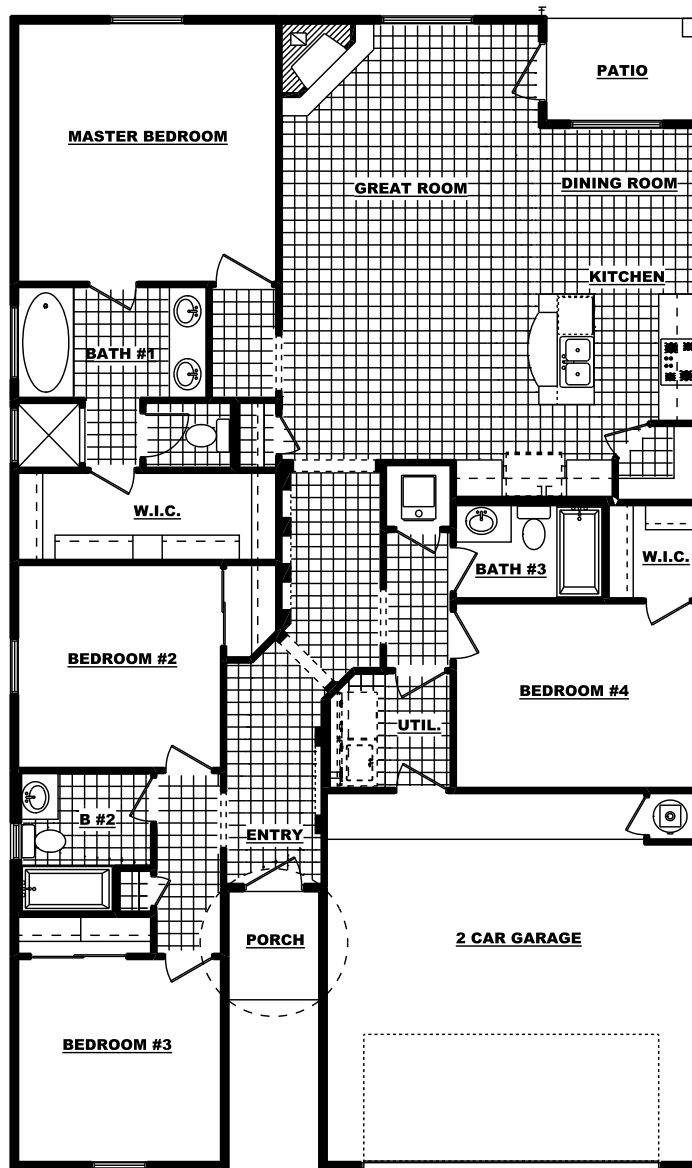 PATIO
MASTER BEDROOM
GREAT ROOM
DINING ROOM
KITCHEN
BATH #1
W.I.C.
BATH #3
W.I.C.
BEDROOM #2
BEDROOM #4
UTIL.
B #2
ENTRY
PORCH
2 CAR GARAGE
BEDROOM #3